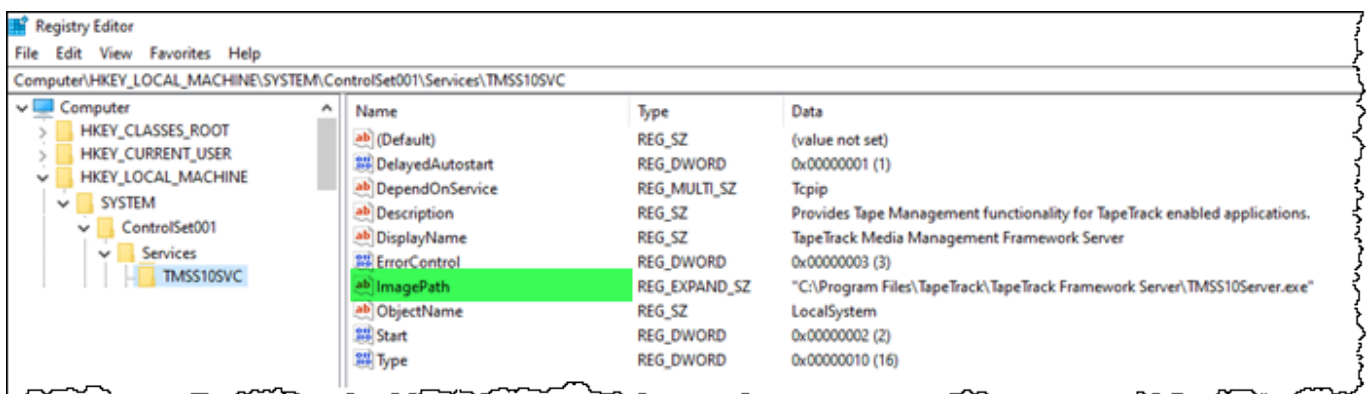 Registry Editor
File Edit View Favorites Help
Computer\HKEY_LOCAL_MACHINE\SYSTEM\ControlSet001\Services\TMSS10SVC
Computer
HKEY_CLASSES_ROOT
HKEY_CURRENT_USER
HKEY_LOCAL_MACHINE
SYSTEM
ControlSet001
Services
TMSS10SVC
Name Type Data
(Default) REG_SZ (value not set)
DelayedAutostart REG_DWORD 0x00000001 (1)
DependOnService REG_MULTI_SZ Tcpip
Description REG_SZ Provides Tape Management functionality for TapeTrack enabled applications.
DisplayName REG_SZ TapeTrack Media Management Framework Server
ErrorControl REG_DWORD 0x00000003 (3)
ImagePath REG_EXPAND_SZ "C:\Program Files\TapeTrack\TapeTrack Framework Server\TMSS10Server.exe"
ObjectName REG_SZ LocalSystem
Start REG_DWORD 0x00000002 (2)
Type REG_DWORD 0x00000010 (16)